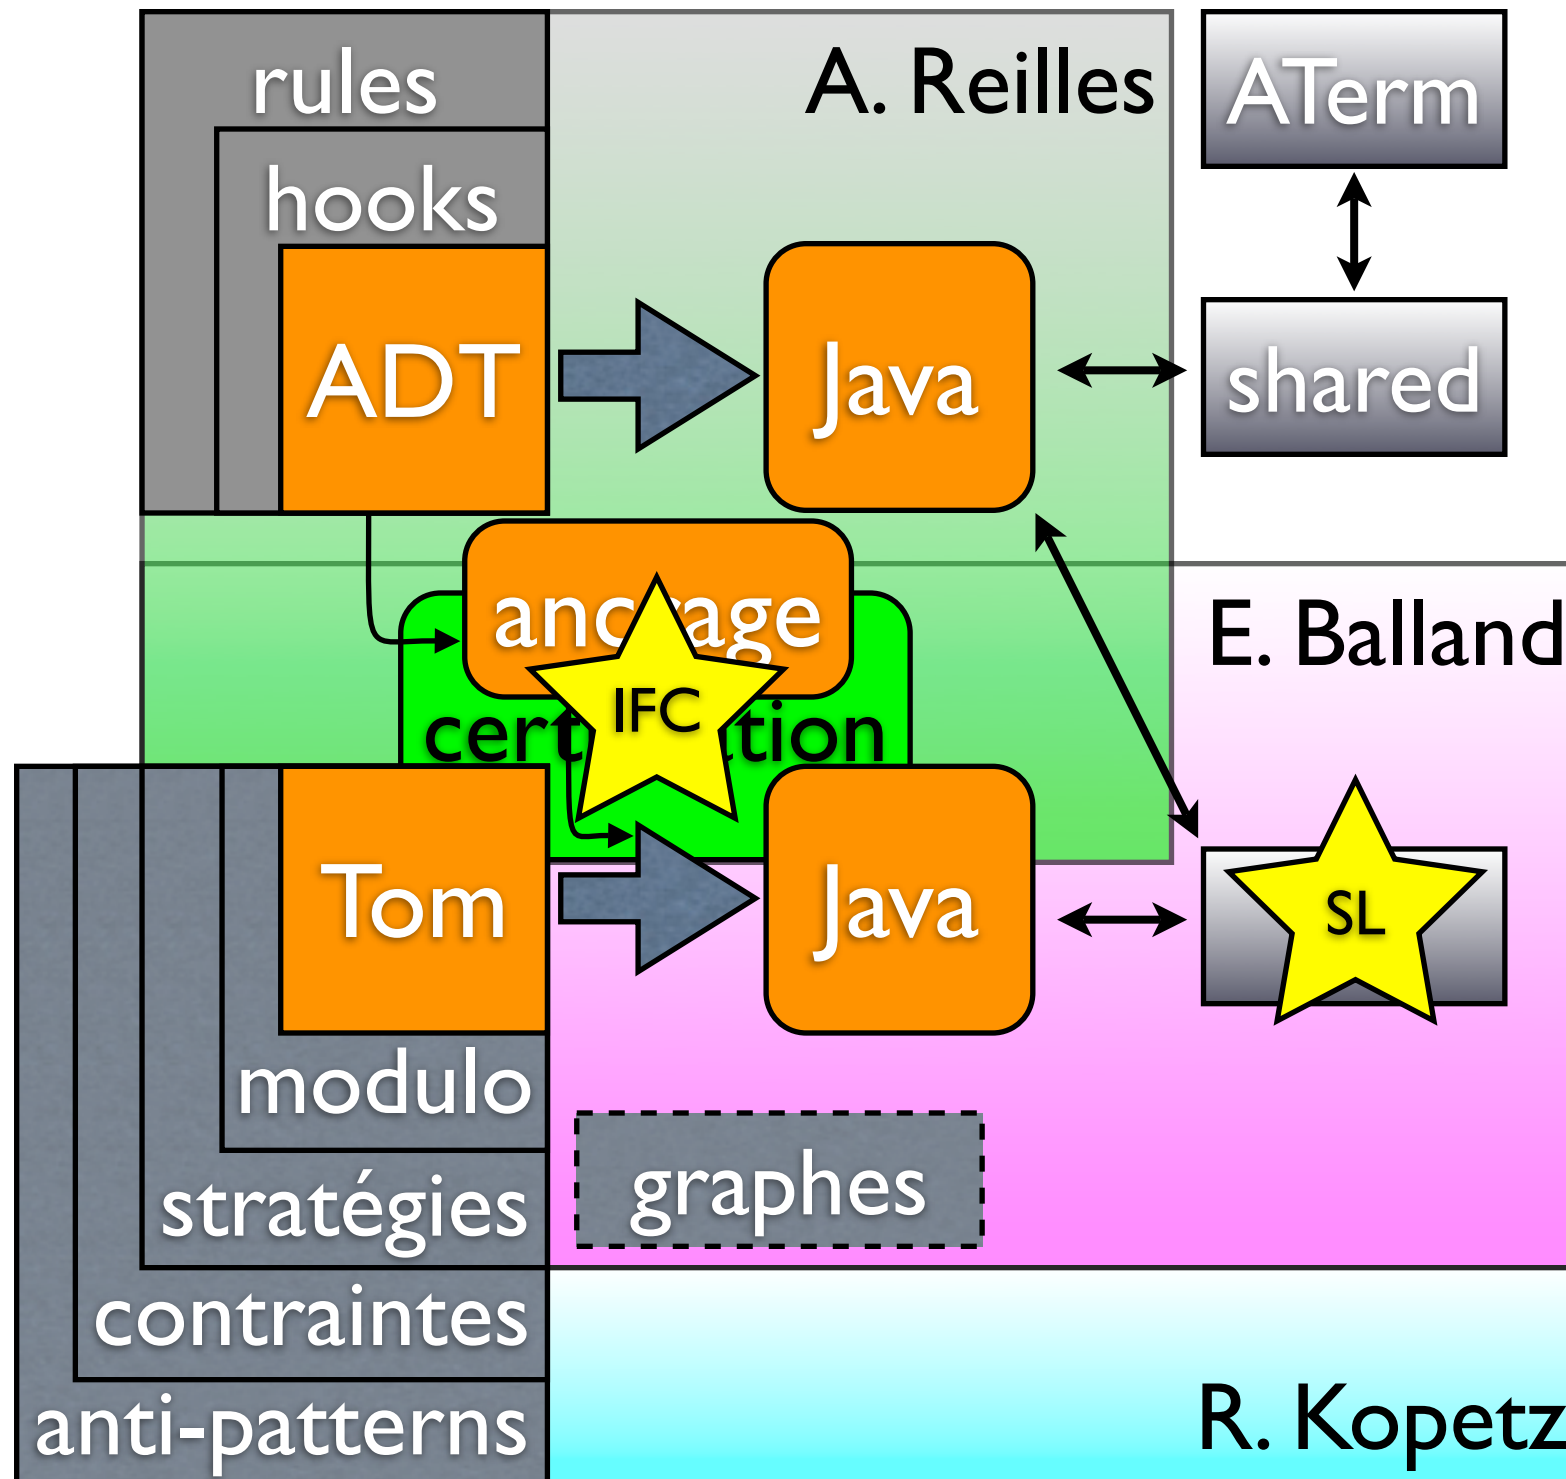 rules
A. Reilles
ATerm
hooks
ADT
Java
shared
E. Balland
IFC
Tom
Java
SL
modulo
graphes
stratégies
contraintes
anti-patterns
R. Kopetz